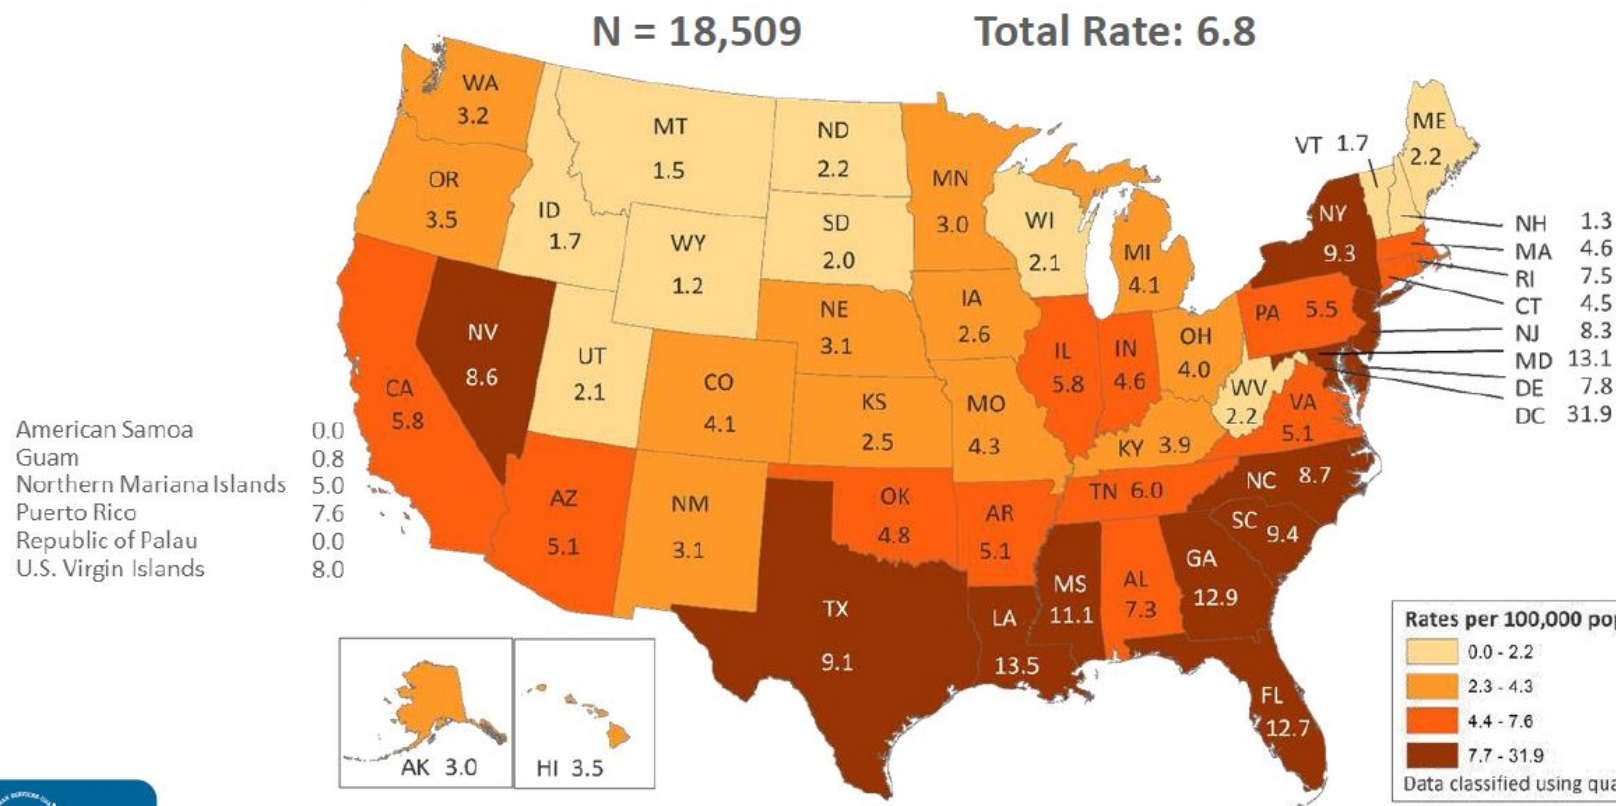 N = 18,509 Total Rate: 6.8
WA
3.2
OR
3.5
CA
5.8
NV
8.6
ID
1.7
MT
1.5
WY
1.2
UT
2.1
AZ
5.1
CO
4.1
NM
3.1
ND
2.2
SD
2.0
NE
3.1
KS
2.5
OK
4.8
TX
9.1
MN
3.0
IA
2.6
MO
4.3
AR
5.1
LA
13.5
WI
2.1
IL
5.8
MI
4.1
IN
4.6
OH
4.0
KY 3.9
TN 6.0
MS
11.1
AL
7.3
GA
12.9
FL
12.7
SC 9.4
NC 8.7
VA
5.1
WV
2.2
PA 5.5
NY
9.3
VT 1.7
ME
2.2
NH 1.3
MA 4.6
RI 7.5
CT 4.5
NJ 8.3
MD 13.1
DE 7.8
DC 31.9
American Samoa 0.0
Guam 0.8
Northern Mariana Islands 5.0
Puerto Rico 7.6
Republic of Palau 0.0
U.S. Virgin Islands 8.0
AK 3.0
HI 3.5
Rates per 100,000 pop
0.0 - 2.2
2.3 - 4.3
4.4 - 7.6
7.7 - 31.9
Data classified using qua